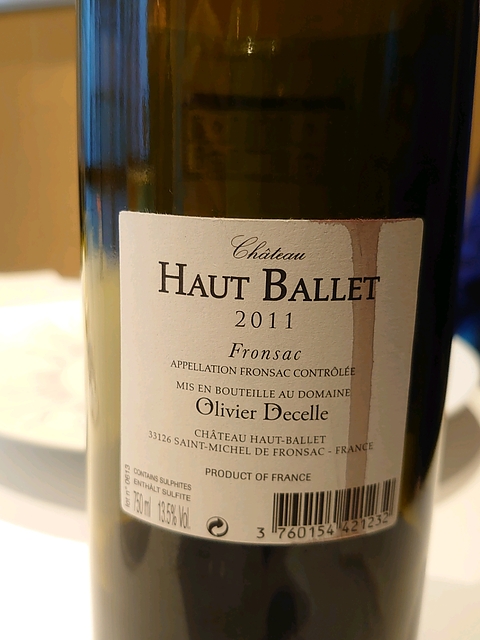 Château
HAUT BALLET
2011
Fronsac
APPELLATION FRONSAC CONTRÔLÉE
MIS EN BOUTEILLE AU DOMAINE
Olivier Decelle
CHÂTEAU HAUT-BALLET
33126 SAINT-MICHEL DE FRONSAC - FRANCE
PRODUCT OF FRANCE
lot n° 0613
CONTAINS SULPHITES
ENTHÄLT SULFITE
750 ml 13.5% Vol.
3 760154 421232